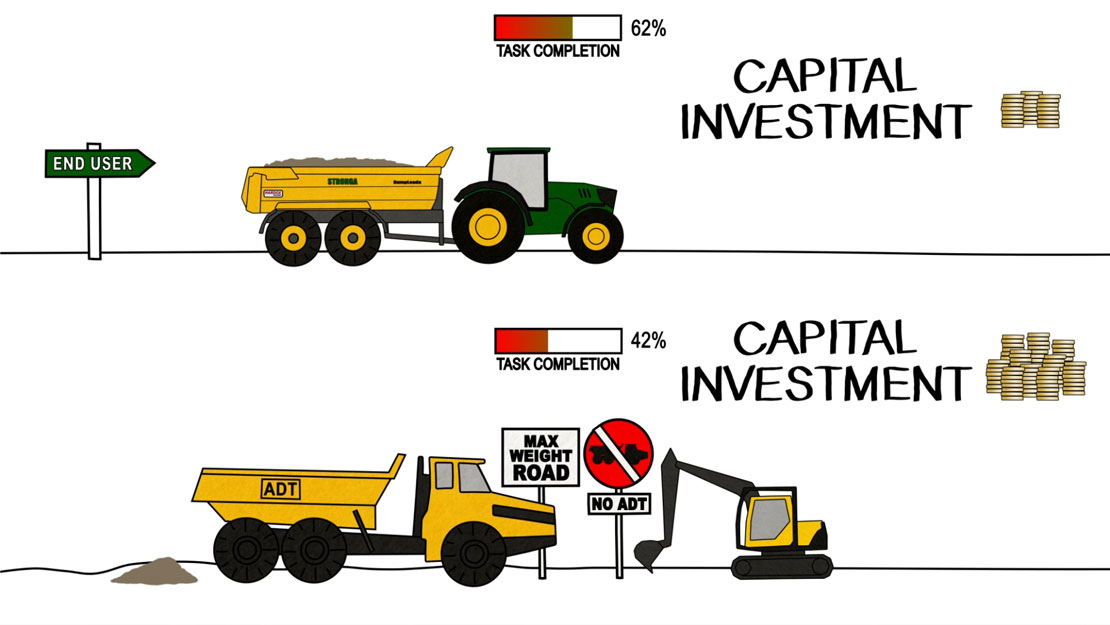 62%
TASK COMPLETION
CAPITAL
INVESTMENT
END USER
STRONGA
DumpLoada
42%
TASK COMPLETION
CAPITAL
INVESTMENT
MAX
WEIGHT
ROAD
ADT
NO ADT